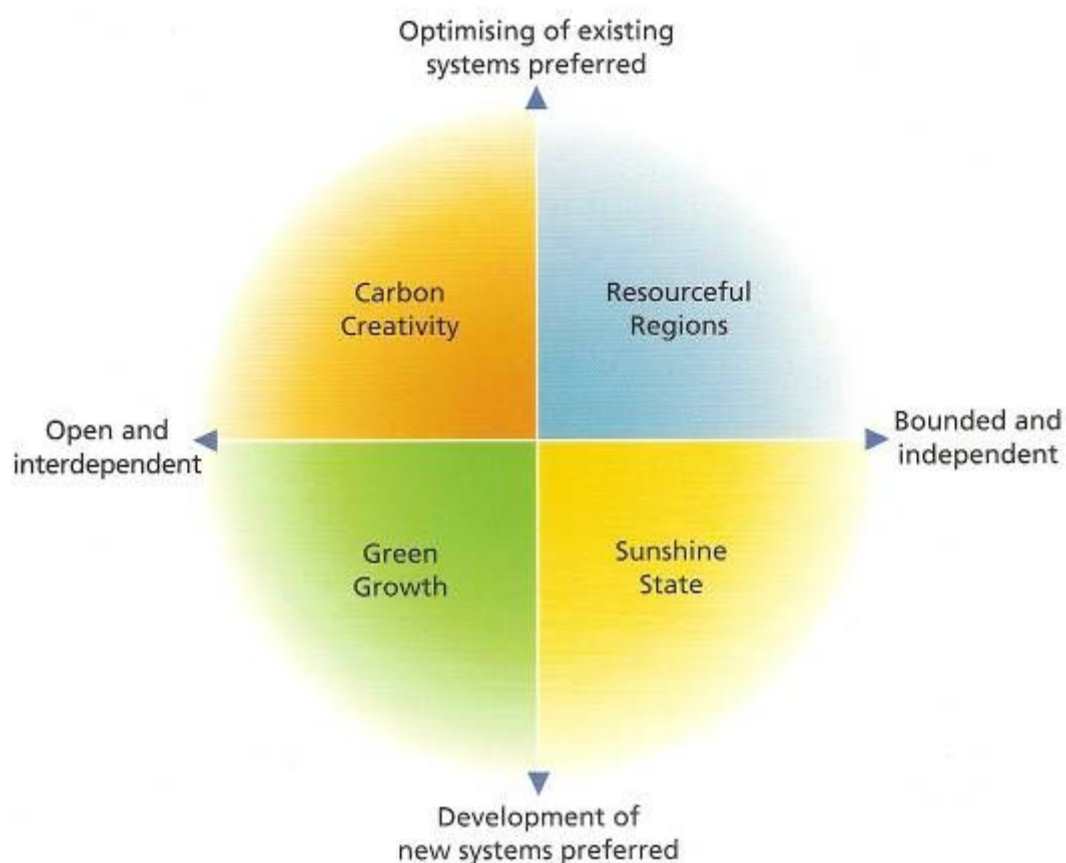 Optimising of existing
systems preferred
Carbon
Creativity
Resourceful
Regions
Open and
interdependent
Bounded and
independent
Green
Growth
Sunshine
State
Development of
new systems preferred